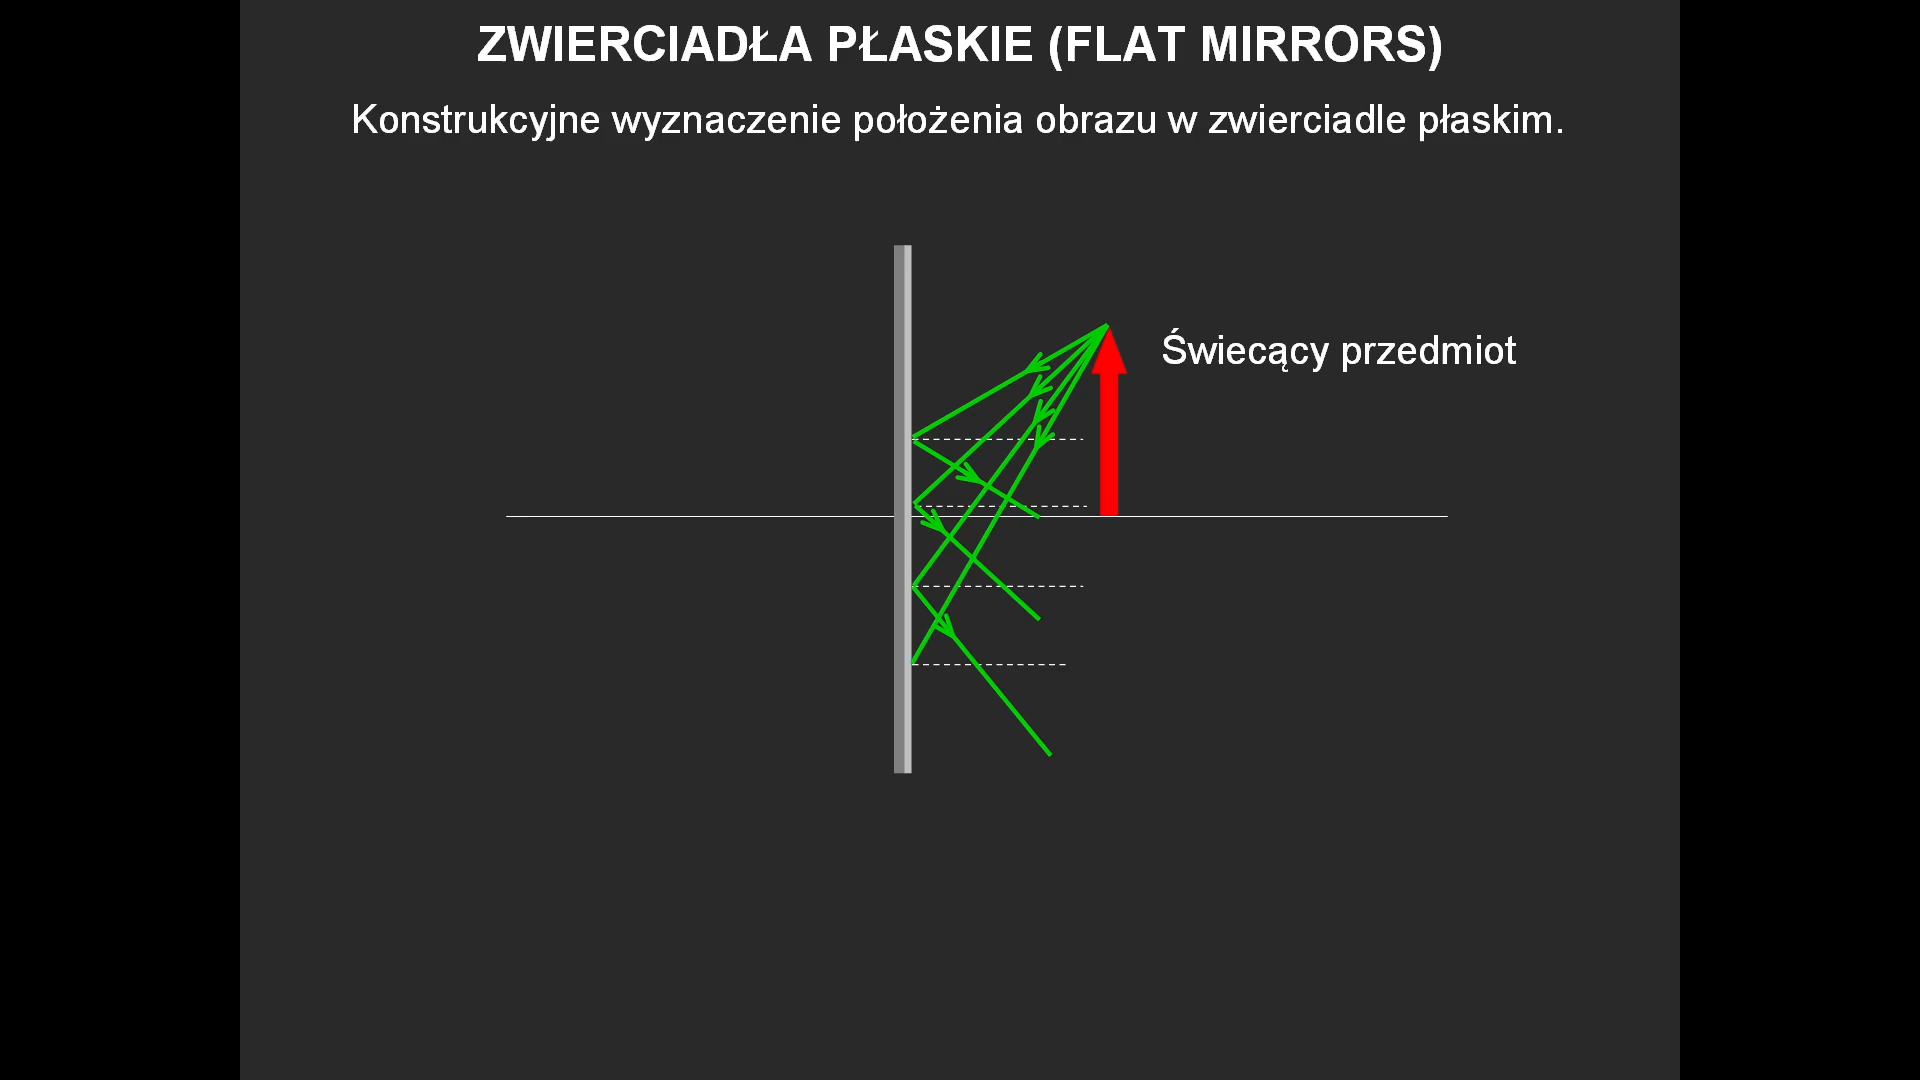 ZWIERCIADŁA PŁASKIE (FLAT MIRRORS)
Konstrukcyjne wyznaczenie położenia obrazu w zwierciadle płaskim.
Świecący przedmiot